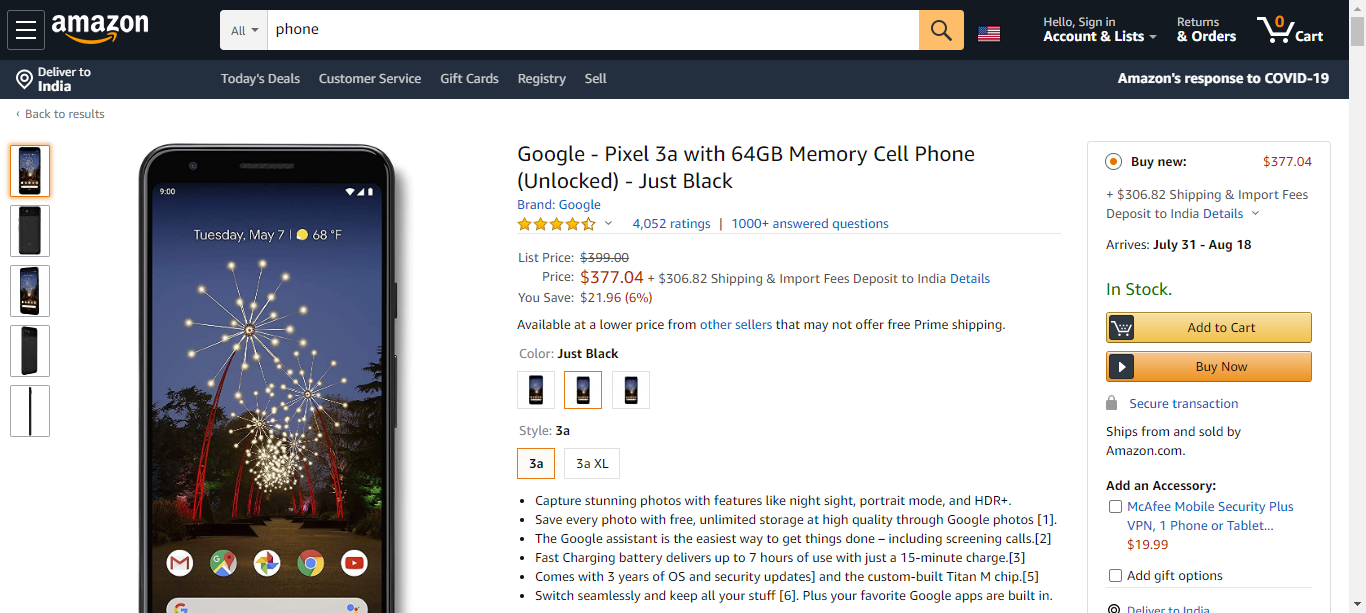 amazon
All
phone
Hello, Sign in
Account & Lists
Returns
& Orders
0
Cart
Deliver to
India
Today's Deals
Customer Service
Gift Cards
Registry
Sell
Amazon's response to COVID-19
‹ Back to results
9:00
Tuesday, May 7 | 68 °F
Google - Pixel 3a with 64GB Memory Cell Phone
(Unlocked) - Just Black
Brand: Google
4,052 ratings | 1000+ answered questions
List Price: $399.00
Price: $377.04 + $306.82 Shipping & Import Fees Deposit to India Details
You Save: $21.96 (6%)
Available at a lower price from other sellers that may not offer free Prime shipping.
Color: Just Black
Style: 3a
3a
3a XL
• Capture stunning photos with features like night sight, portrait mode, and HDR+.
• Save every photo with free, unlimited storage at high quality through Google photos [1].
• The Google assistant is the easiest way to get things done – including screening calls.[2]
• Fast Charging battery delivers up to 7 hours of use with just a 15-minute charge.[3]
• Comes with 3 years of OS and security updates] and the custom-built Titan M chip.[5]
• Switch seamlessly and keep all your stuff [6]. Plus your favorite Google apps are built in.
Buy new: $377.04
+ $306.82 Shipping & Import Fees
Deposit to India Details
Arrives: July 31 - Aug 18
In Stock.
Add to Cart
Buy Now
Secure transaction
Ships from and sold by
Amazon.com.
Add an Accessory:
McAfee Mobile Security Plus
VPN, 1 Phone or Tablet...
$19.99
Add gift options
Deliver to India